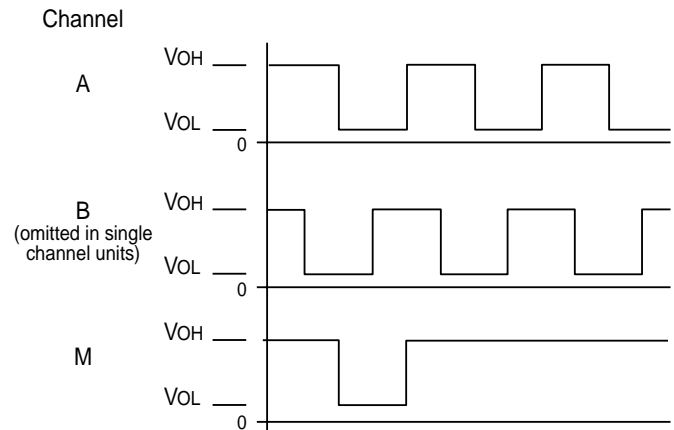 Channel
A
VOH
VOL
0
B
(omitted in single
channel units)
VOH
VOL
0
M
VOH
VOL
0